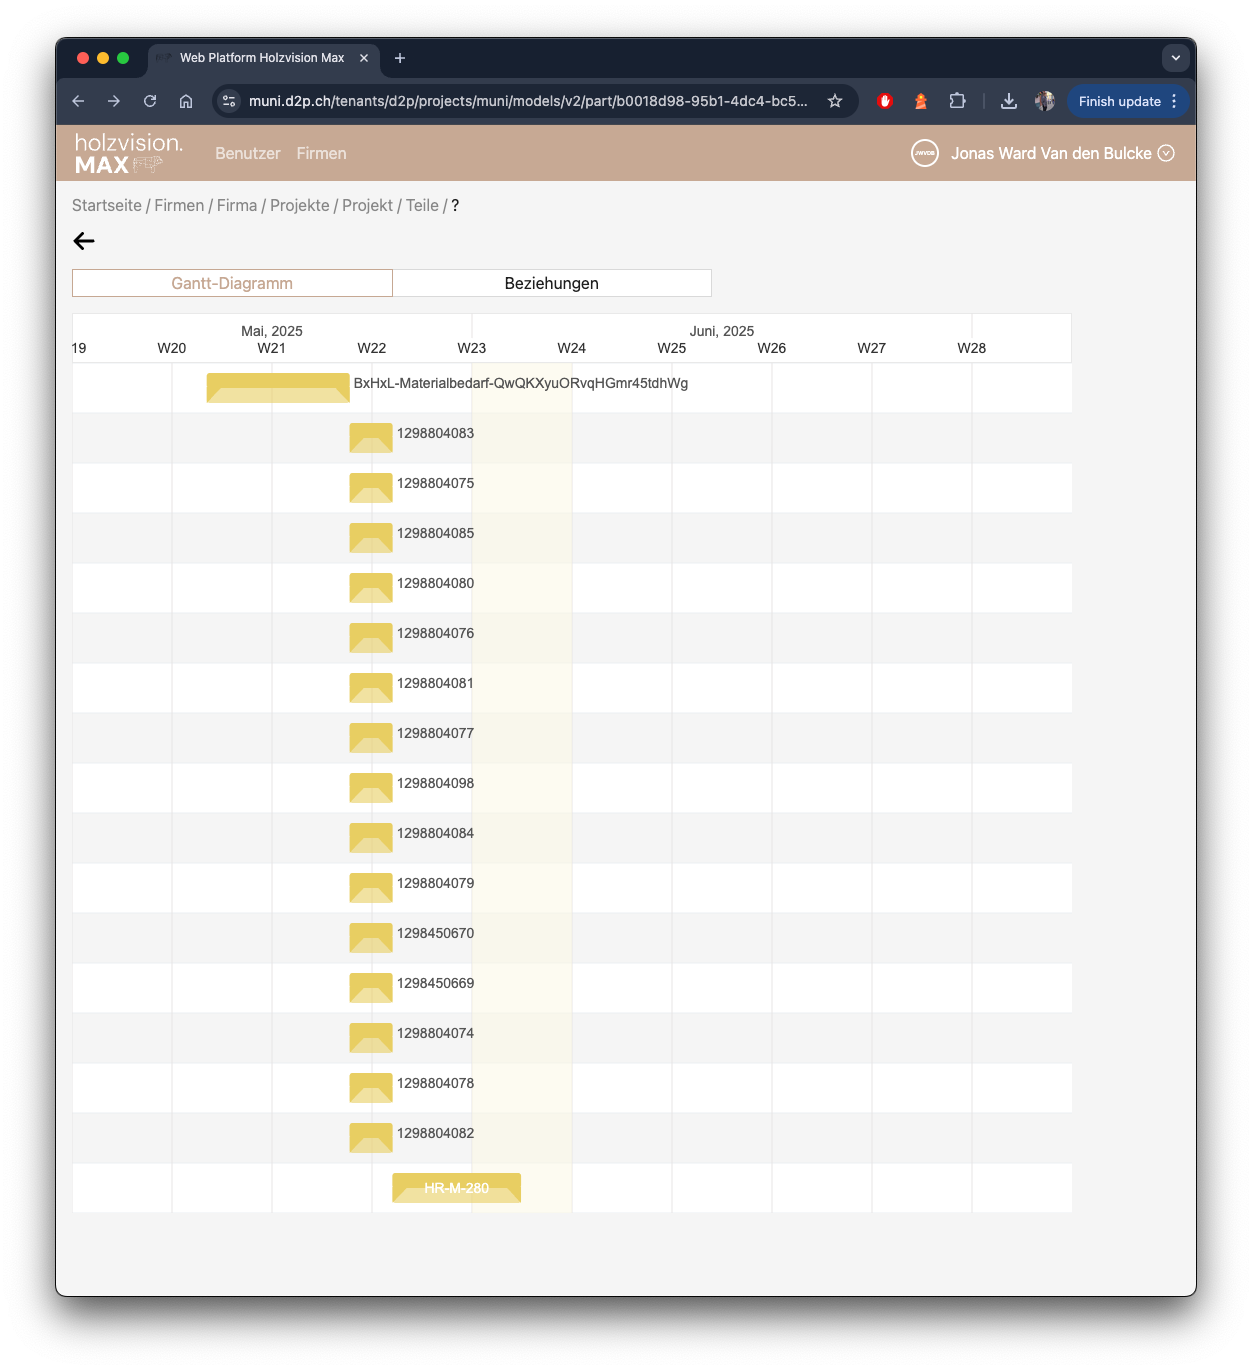 Web Platform Holzvision Max
muni.d2p.ch/tenants/d2p/projects/muni/models/v2/part/b0018d98-95b1-4dc4-bc5...
Finish update
holzvision.
MAX
Benutzer Firmen
JWVDB
Jonas Ward Van den Bulcke
Startseite / Firmen / Firma / Projekte / Projekt / Teile / ?
Gantt-Diagramm
Beziehungen
Mai, 2025 Juni, 2025
19 W20 W21 W22 W23 W24 W25 W26 W27 W28
BxHxL-Materialbedarf-QwQKXyuORvqHGmr45tdhWg
1298804083
1298804075
1298804085
1298804080
1298804076
1298804081
1298804077
1298804098
1298804084
1298804079
1298450670
1298450669
1298804074
1298804078
1298804082
HR-M-280